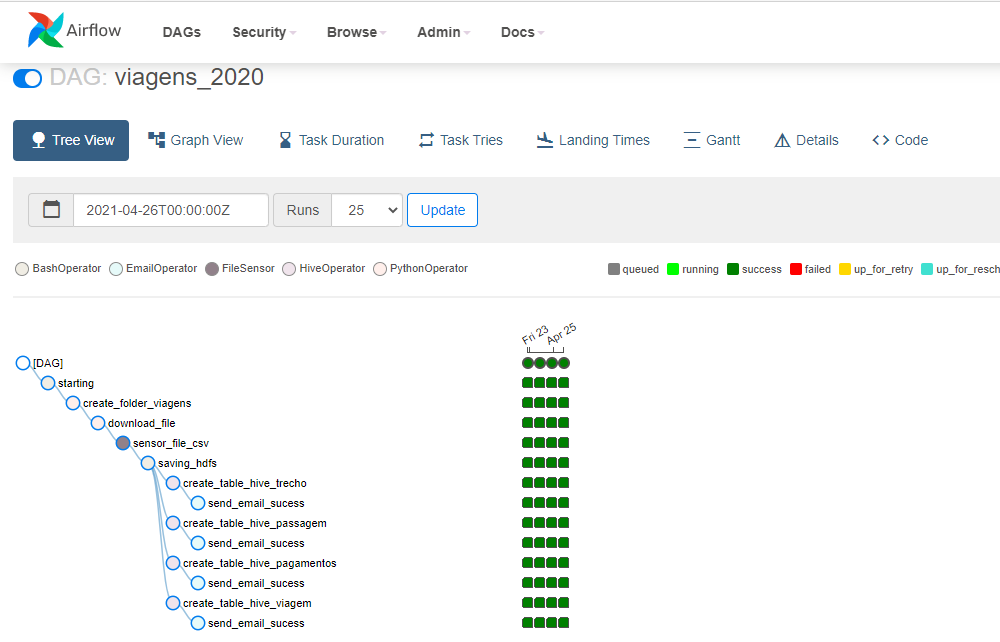 Airflow DAGs Security Browse Admin Docs
DAG: viagens_2020
Tree View Graph View Task Duration Task Tries Landing Times Gantt Details Code
2021-04-26T00:00:00Z Runs 25 Update
BashOperator EmailOperator FileSensor HiveOperator PythonOperator queued running success failed up_for_retry up_for_resch
Fri 23 Apr 25
[DAG]
starting
create_folder_viagens
download_file
sensor_file_csv
saving_hdfs
create_table_hive_trecho
send_email_sucess
create_table_hive_passagem
send_email_sucess
create_table_hive_pagamentos
send_email_sucess
create_table_hive_viagem
send_email_sucess